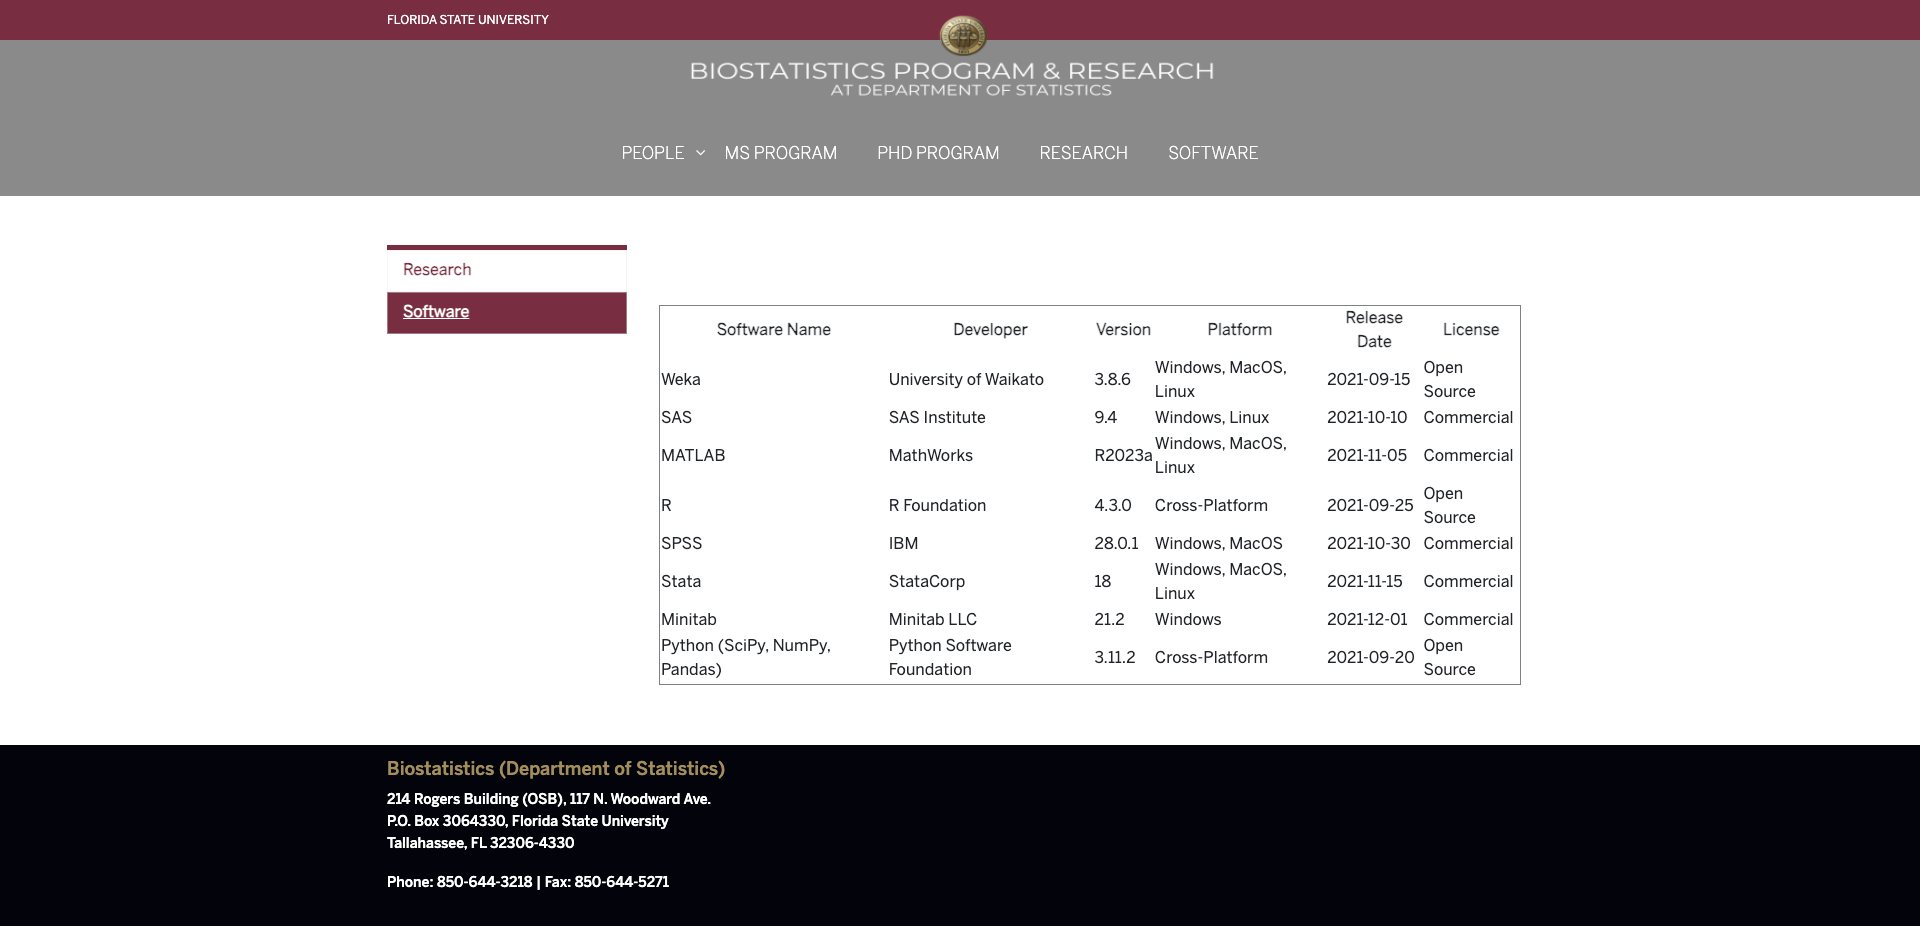 FLORIDA STATE UNIVERSITY
BIOSTATISTICS PROGRAM & RESEARCH
AT DEPARTMENT OF STATISTICS
PEOPLE MS PROGRAM PHD PROGRAM RESEARCH SOFTWARE
Research
Software
Software Name Developer Version Platform Release Date License
Weka University of Waikato 3.8.6 Windows, MacOS, Linux 2021-09-15 Open Source
SAS SAS Institute 9.4 Windows, Linux 2021-10-10 Commercial
MATLAB MathWorks R2023a Windows, MacOS, Linux 2021-11-05 Commercial
R R Foundation 4.3.0 Cross-Platform 2021-09-25 Open Source
SPSS IBM 28.0.1 Windows, MacOS 2021-10-30 Commercial
Stata StataCorp 18 Windows, MacOS, Linux 2021-11-15 Commercial
Minitab Minitab LLC 21.2 Windows 2021-12-01 Commercial
Python (SciPy, NumPy, Pandas) Python Software Foundation 3.11.2 Cross-Platform 2021-09-20 Open Source
Biostatistics (Department of Statistics)
214 Rogers Building (OSB), 117 N. Woodward Ave.
P.O. Box 3064330, Florida State University
Tallahassee, FL 32306-4330
Phone: 850-644-3218 | Fax: 850-644-5271